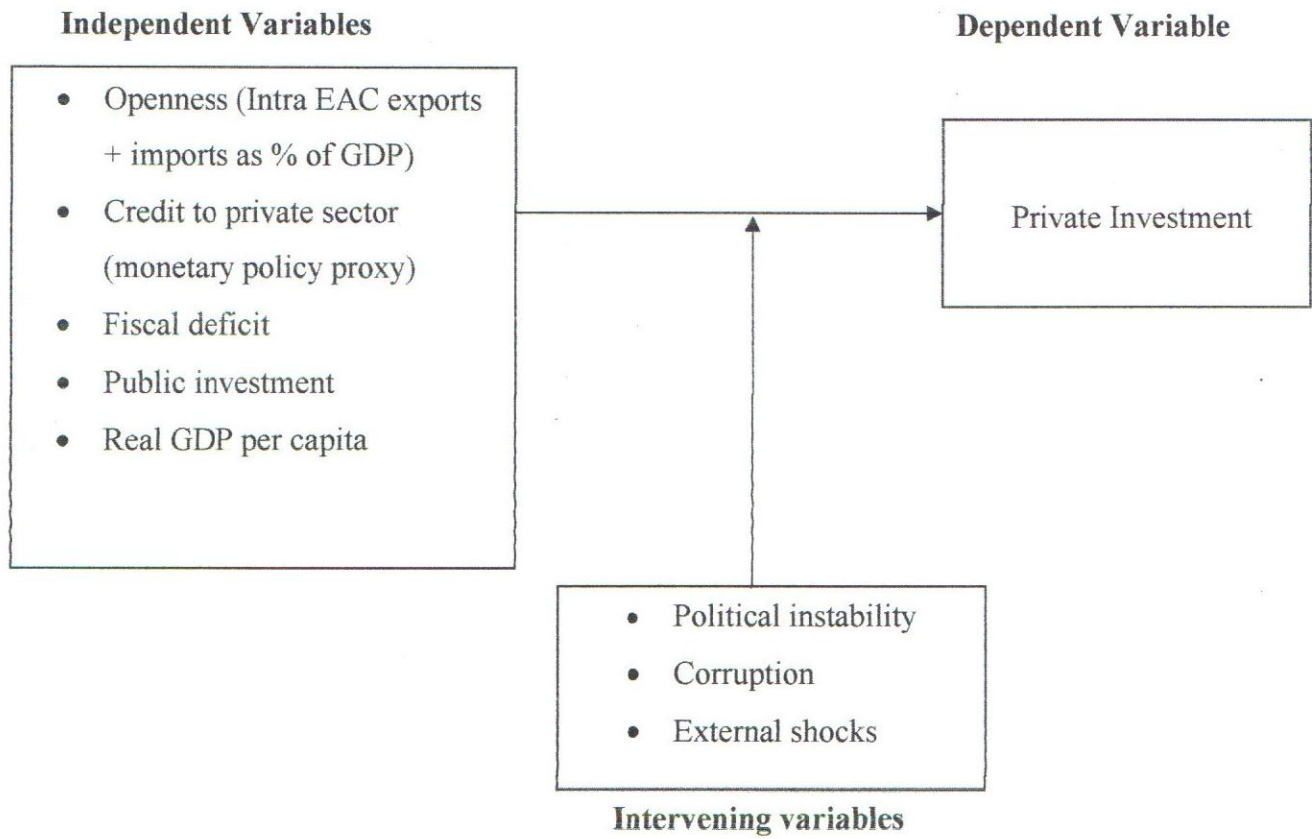 Independent Variables
Dependent Variable
• Openness (Intra EAC exports
+ imports as % of GDP)
• Credit to private sector
(monetary policy proxy)
• Fiscal deficit
• Public investment
• Real GDP per capita
Private Investment
• Political instability
• Corruption
• External shocks
Intervening variables